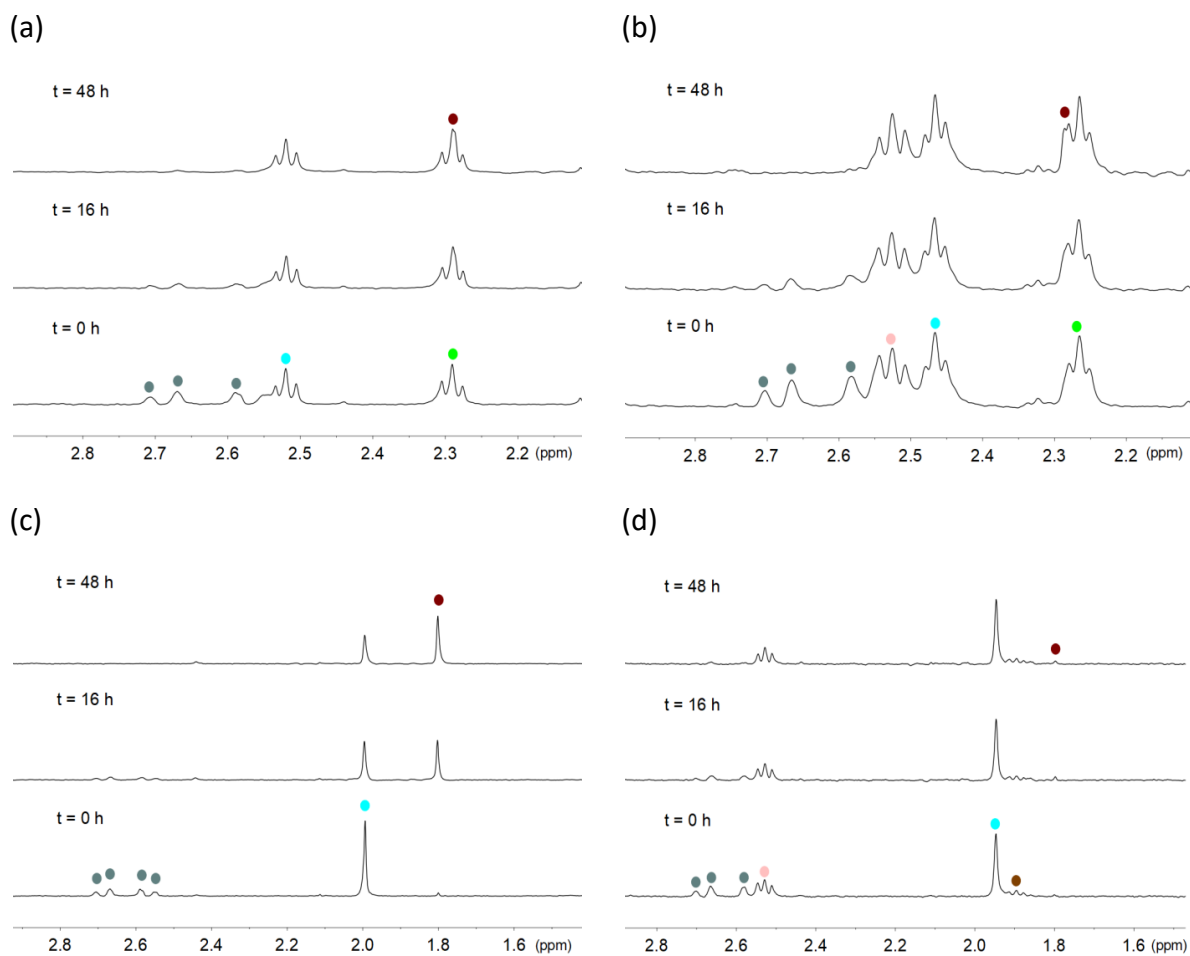 (a)
t = 48 h
t = 16 h
t = 0 h
2.8 2.7 2.6 2.5 2.4 2.3 2.2 (ppm)
(b)
t = 48 h
t = 16 h
t = 0 h
2.8 2.7 2.6 2.5 2.4 2.3 2.2 (ppm)
(c)
t = 48 h
t = 16 h
t = 0 h
2.8 2.6 2.4 2.2 2.0 1.8 1.6 (ppm)
(d)
t = 48 h
t = 16 h
t = 0 h
2.8 2.6 2.4 2.2 2.0 1.8 1.6 (ppm)